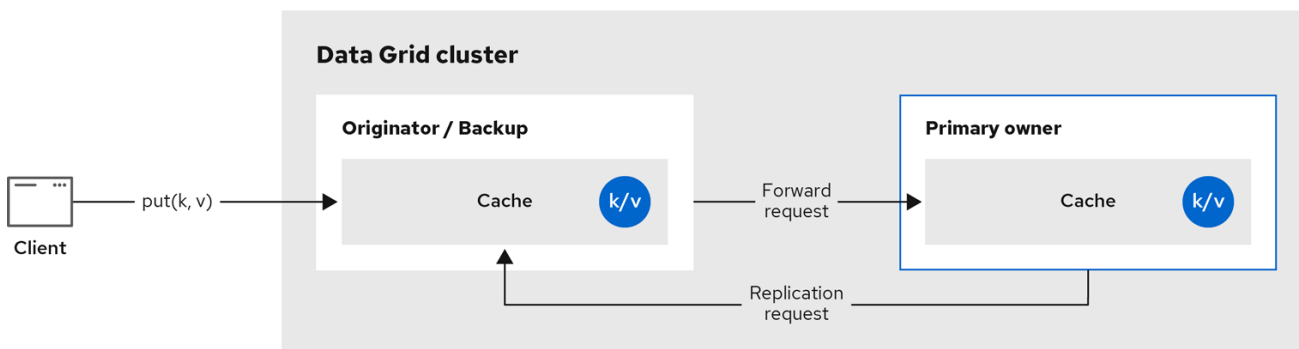 Data Grid cluster
Originator / Backup
Primary owner
Client
put(k, v)
Cache
k/v
Forward
request
Cache
k/v
Replication
request